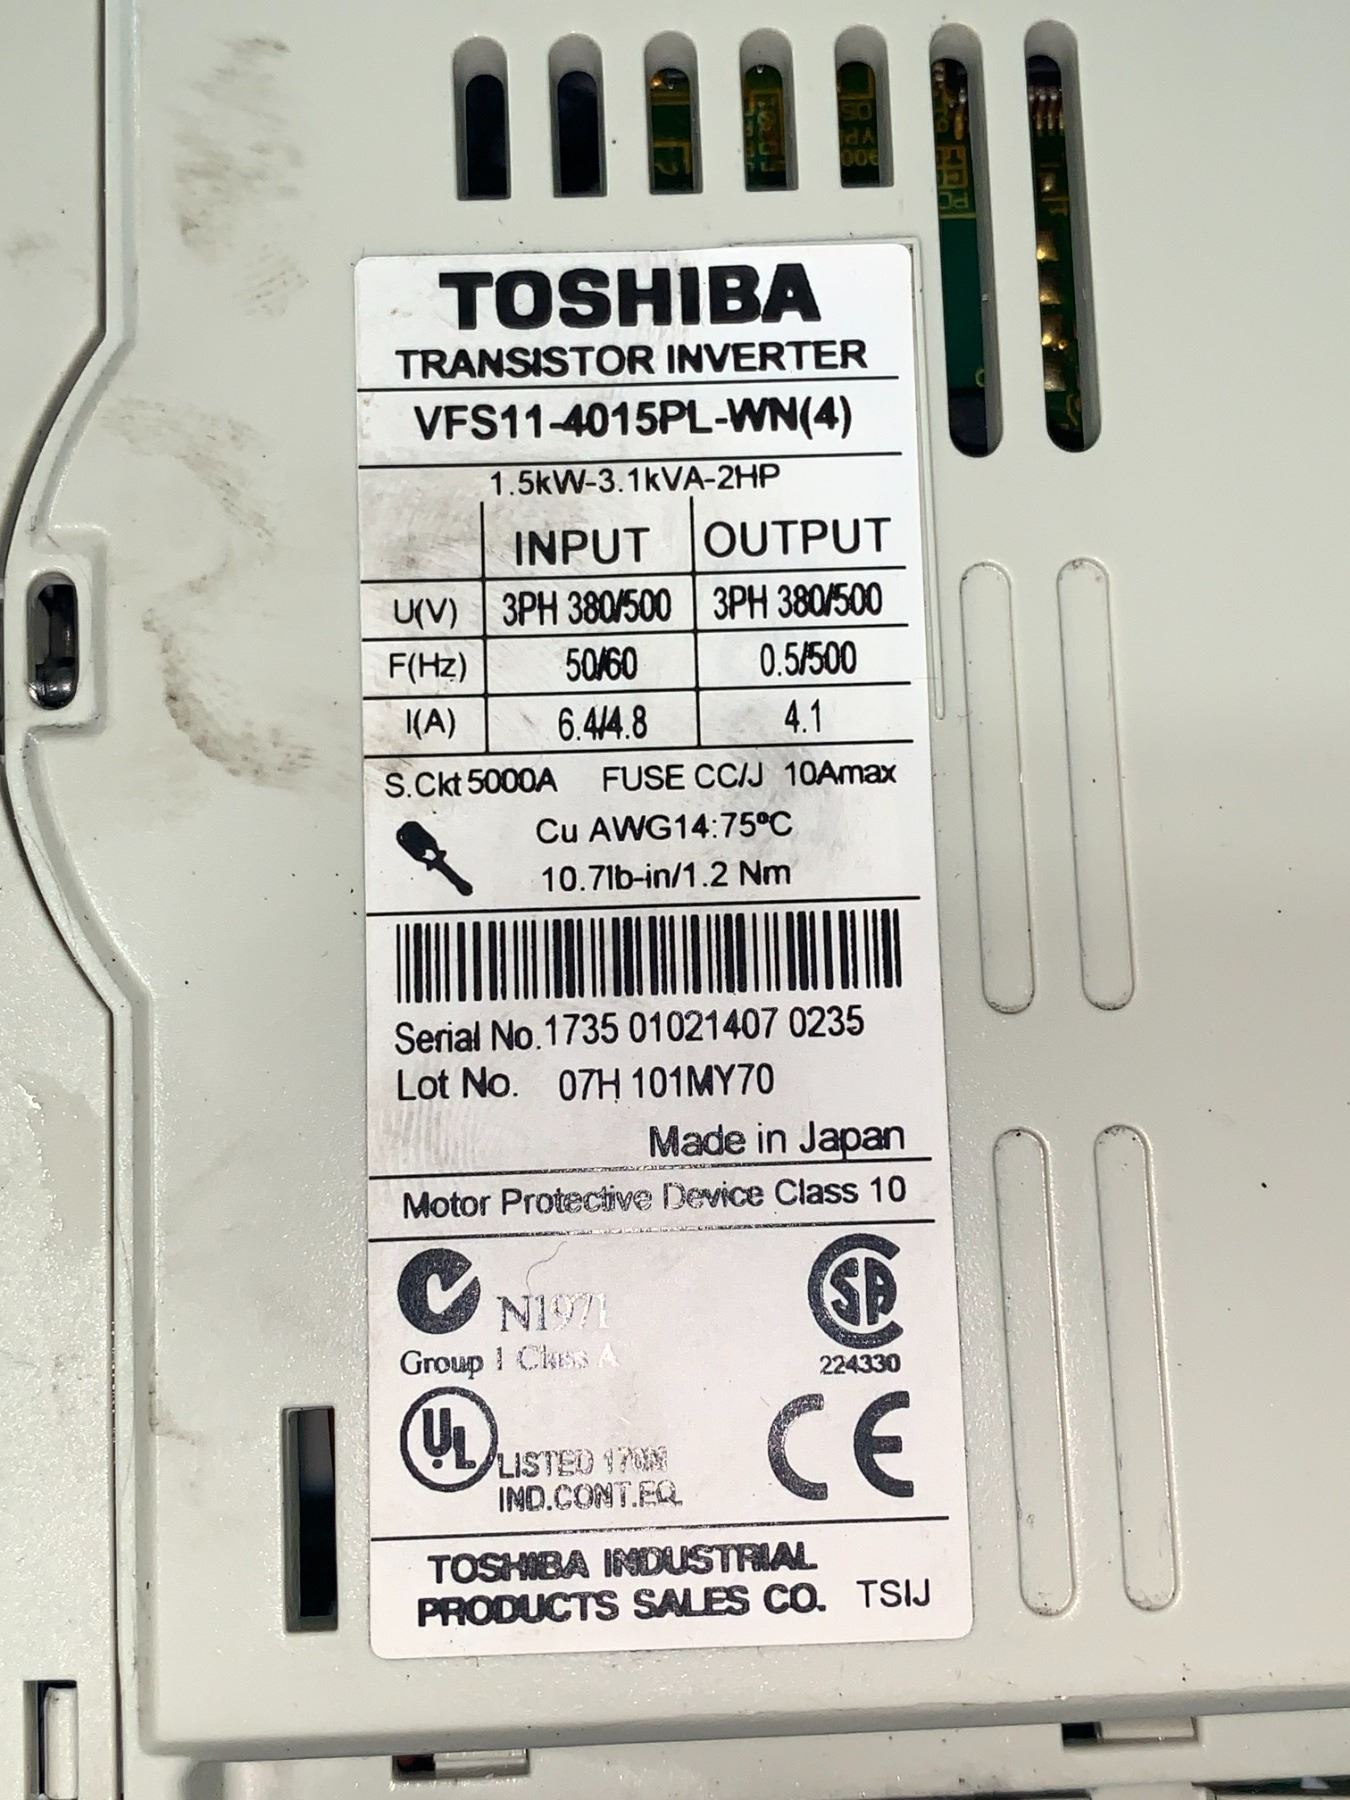 TOSHIBA
TRANSISTOR INVERTER
VFS11-4015PL-WN(4)
1.5kW-3.1kVA-2HP
INPUT OUTPUT
U(V) 3PH 380/500 3PH 380/500
F(Hz) 50/60 0.5/500
I(A) 6.4/4.8 4.1
S.Ckt 5000A FUSE CC/J 10Amax
Cu AWG14:75ºC
10.7lb-in/1.2 Nm
Serial No. 1735 01021407 0235
Lot No. 07H 101MY70
Made in Japan
Motor Protective Device Class 10
N1971
Group 1 Class A
SA
224330
UL
LISTED
IND.CONT.EQ.
CE
TOSHIBA INDUSTRIAL
PRODUCTS SALES CO. TSIJ